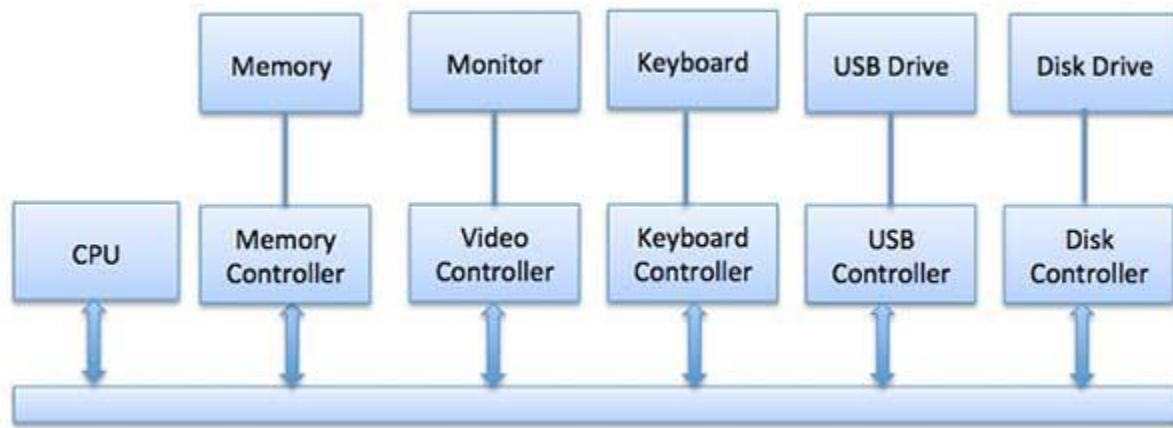 Memory
Monitor
Keyboard
USB Drive
Disk Drive
CPU
Memory
Controller
Video
Controller
Keyboard
Controller
USB
Controller
Disk
Controller